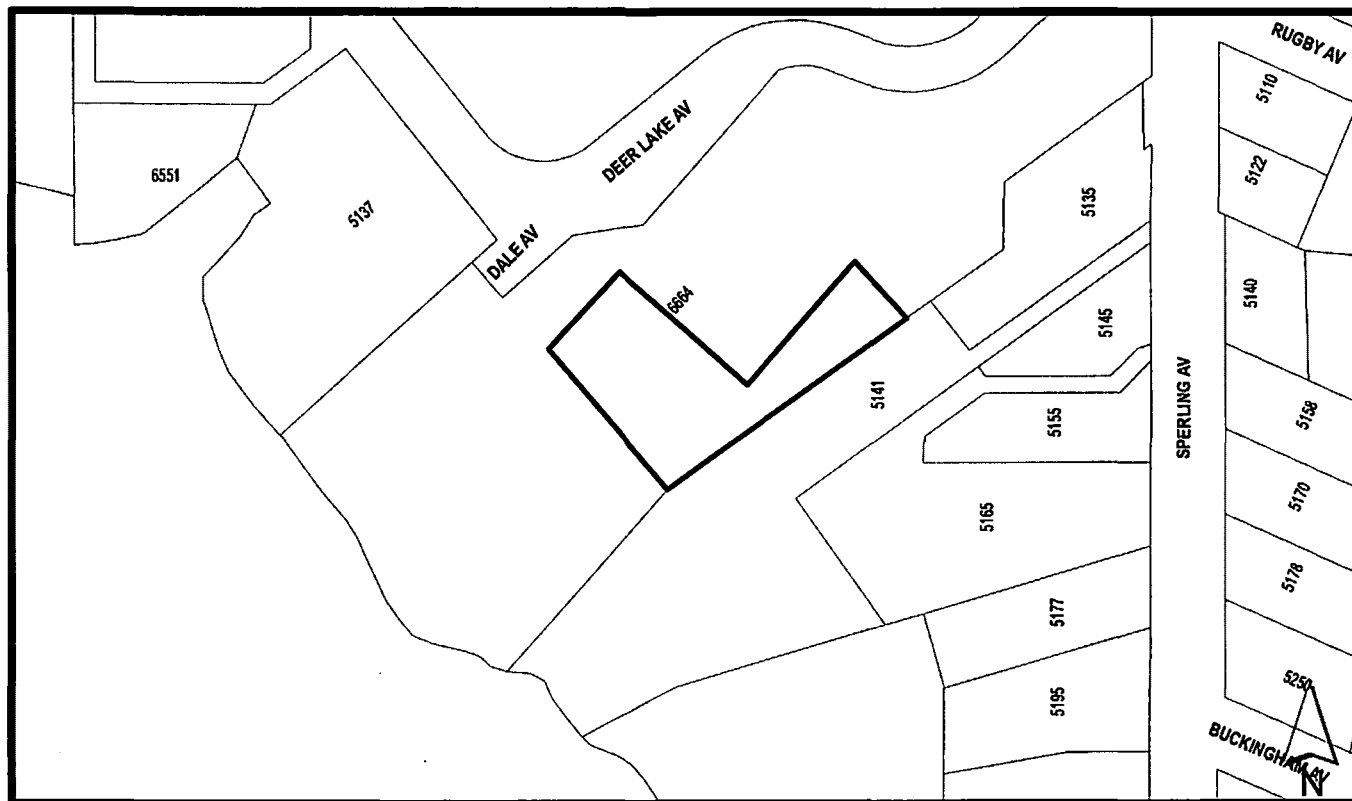 RUGBY AV
5110
5122
DEER LAKE AV
6551
5137
5135
DALE AV
6664
5140
5145
5141
SPERLING AV
5155
5158
5165
5170
5178
5177
5195
5250
BUCKINGHAM AV
N